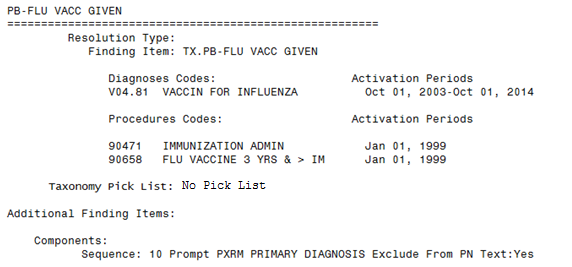 PB-FLU VACC GIVEN
========================================================
Resolution Type:
Finding Item: TX.PB-FLU VACC GIVEN
Diagnoses Codes: Activation Periods
V04.81 VACCIN FOR INFLUENZA Oct 01, 2003-Oct 01, 2014
Procedures Codes: Activation Periods
90471 IMMUNIZATION ADMIN Jan 01, 1999
90658 FLU VACCINE 3 YRS & > IM Jan 01, 1999
Taxonomy Pick List: No Pick List
Additional Finding Items:
Components:
Sequence: 10 Prompt PXRM PRIMARY DIAGNOSIS Exclude From PN Text:Yes